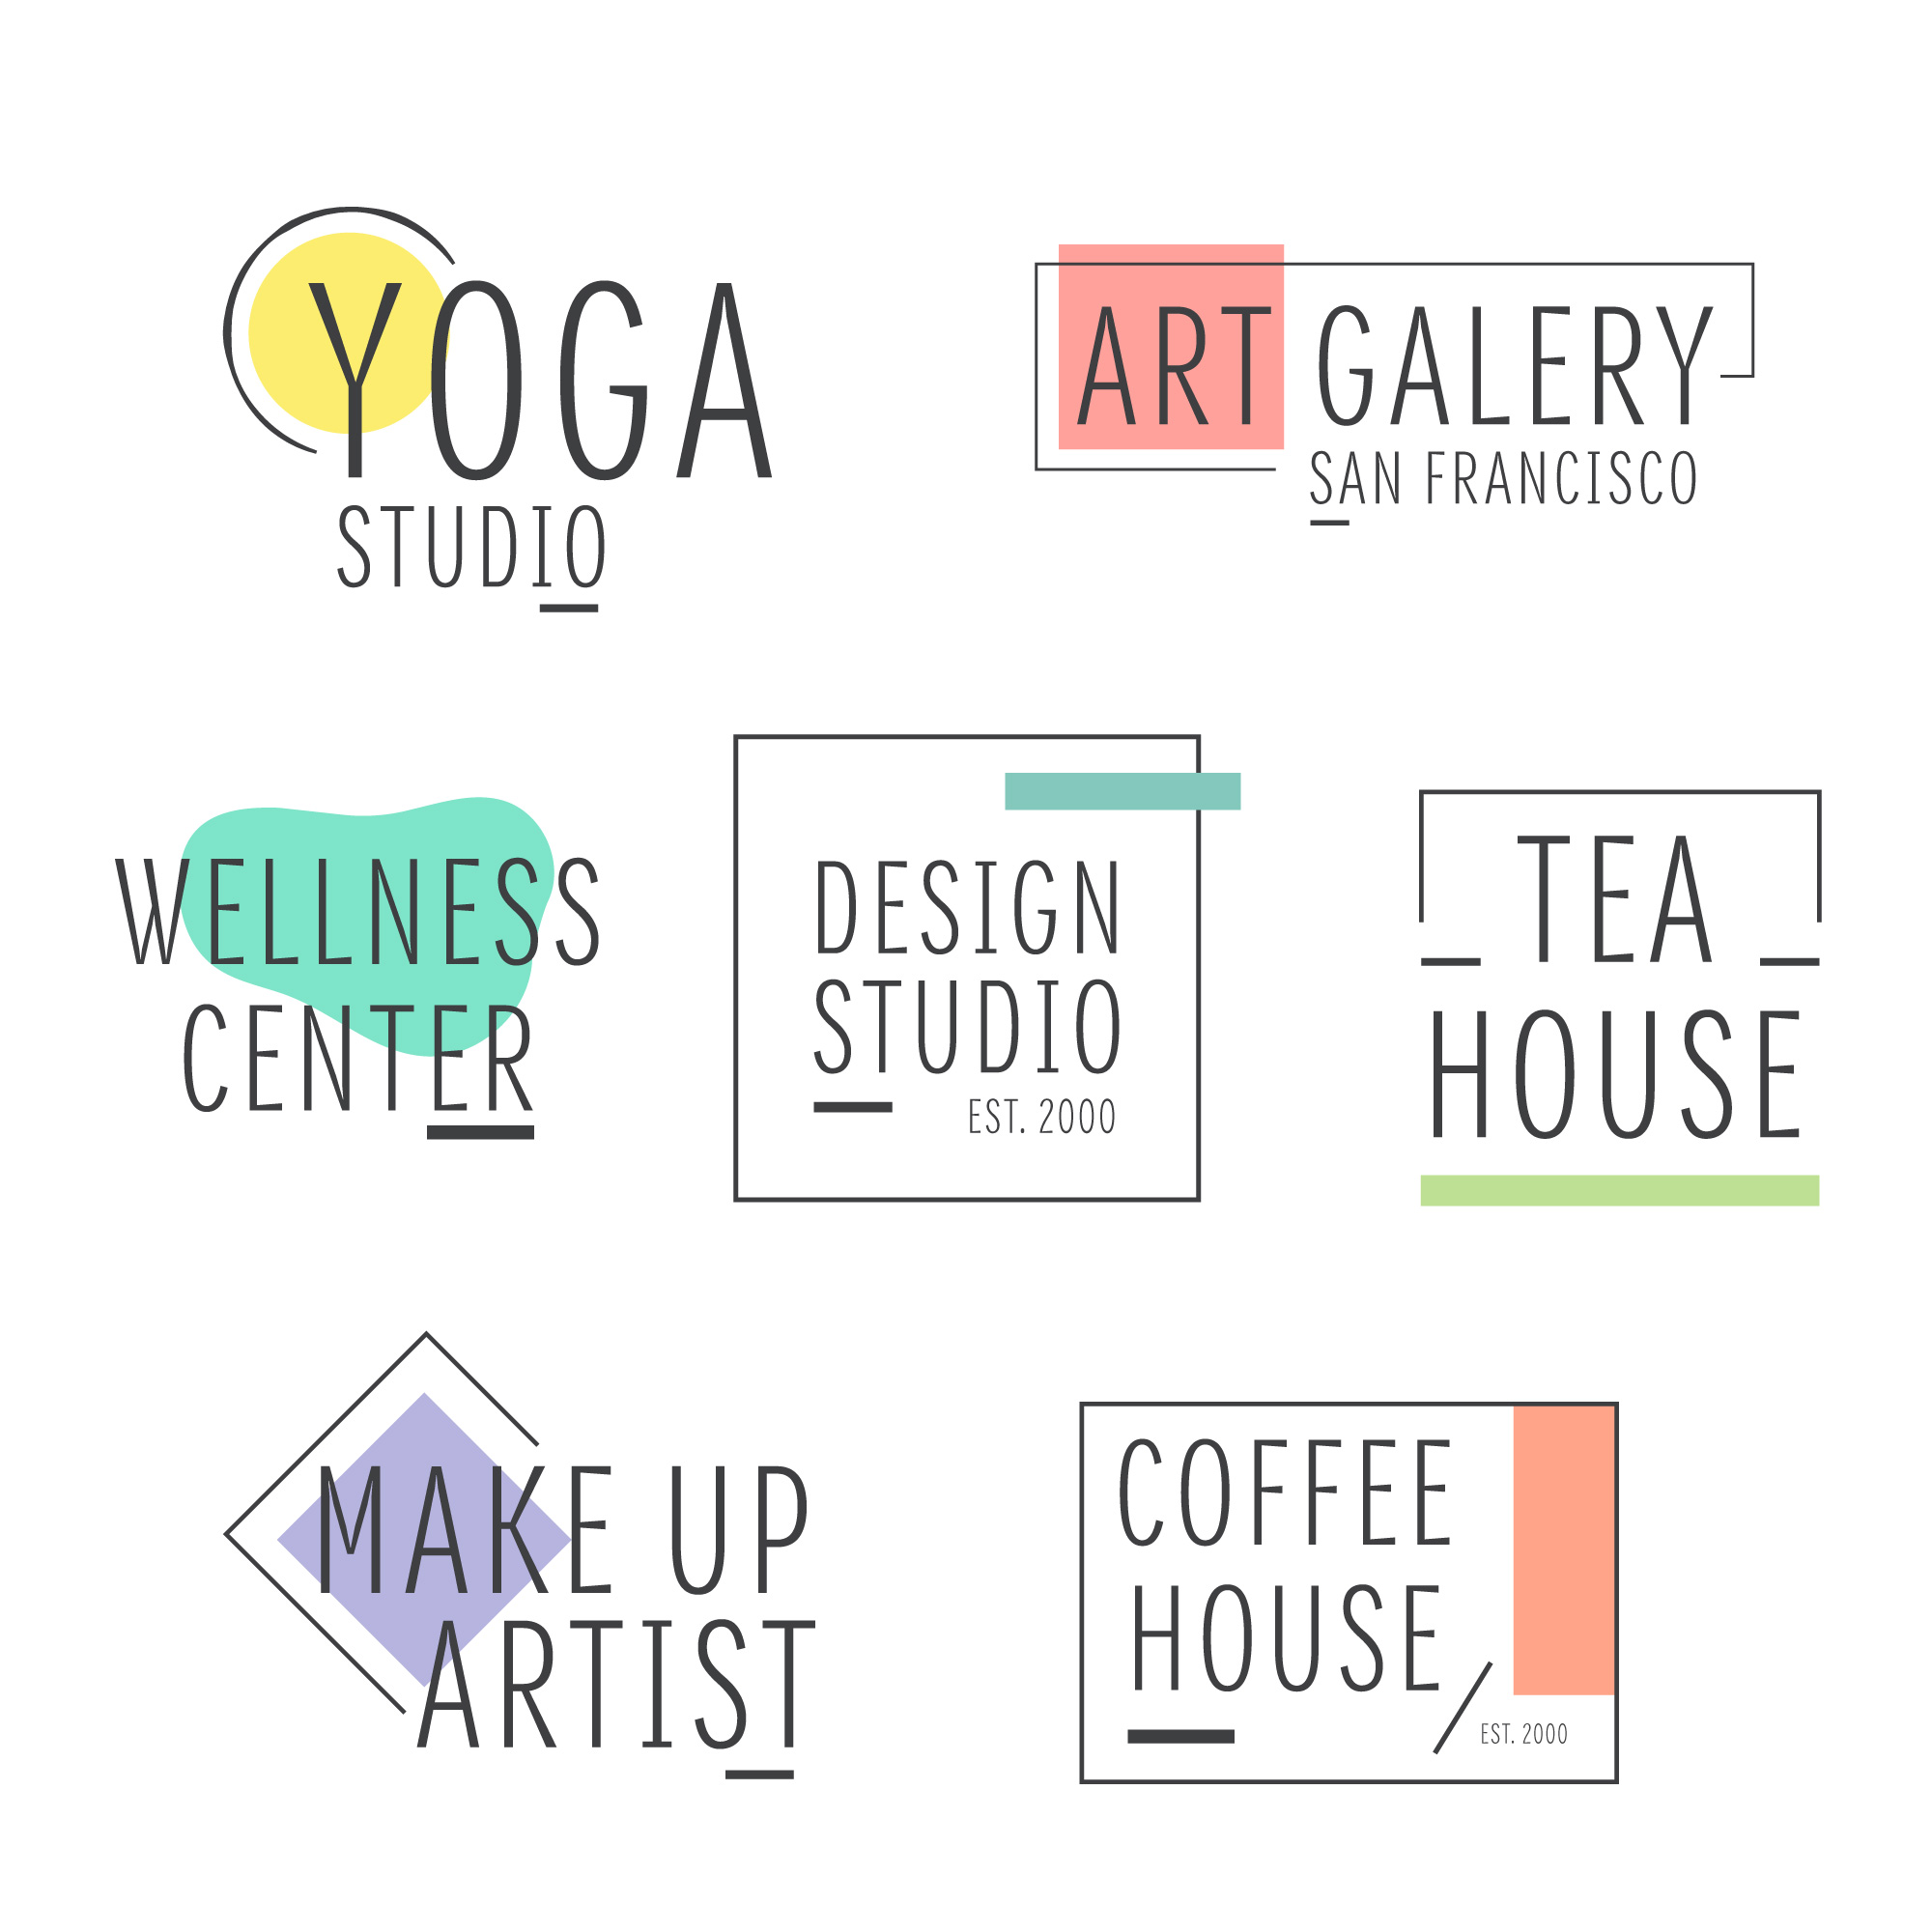 YOGA
STUDIO
ART GALERY
SAN FRANCISCO
WELLNESS
CENTER
DESIGN
STUDIO
EST. 2000
TEA
HOUSE
MAKE UP
ARTIST
COFFEE
HOUSE
EST. 2000